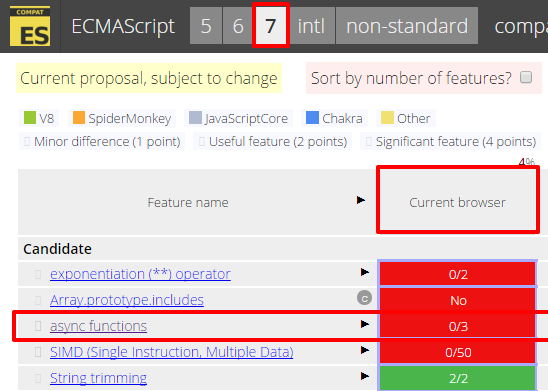 COMPAT
ES
ECMAScript 5 6 7 intl non-standard compa
Current proposal, subject to change
Sort by number of features?
V8 SpiderMonkey JavaScriptCore Chakra Other
Minor difference (1 point) Useful feature (2 points) Significant feature (4 points)
4%
Feature name Current browser
Candidate
exponentiation (**) operator 0/2
Array.prototype.includes c No
async functions 0/3
SIMD (Single Instruction, Multiple Data) 0/50
String trimming 2/2